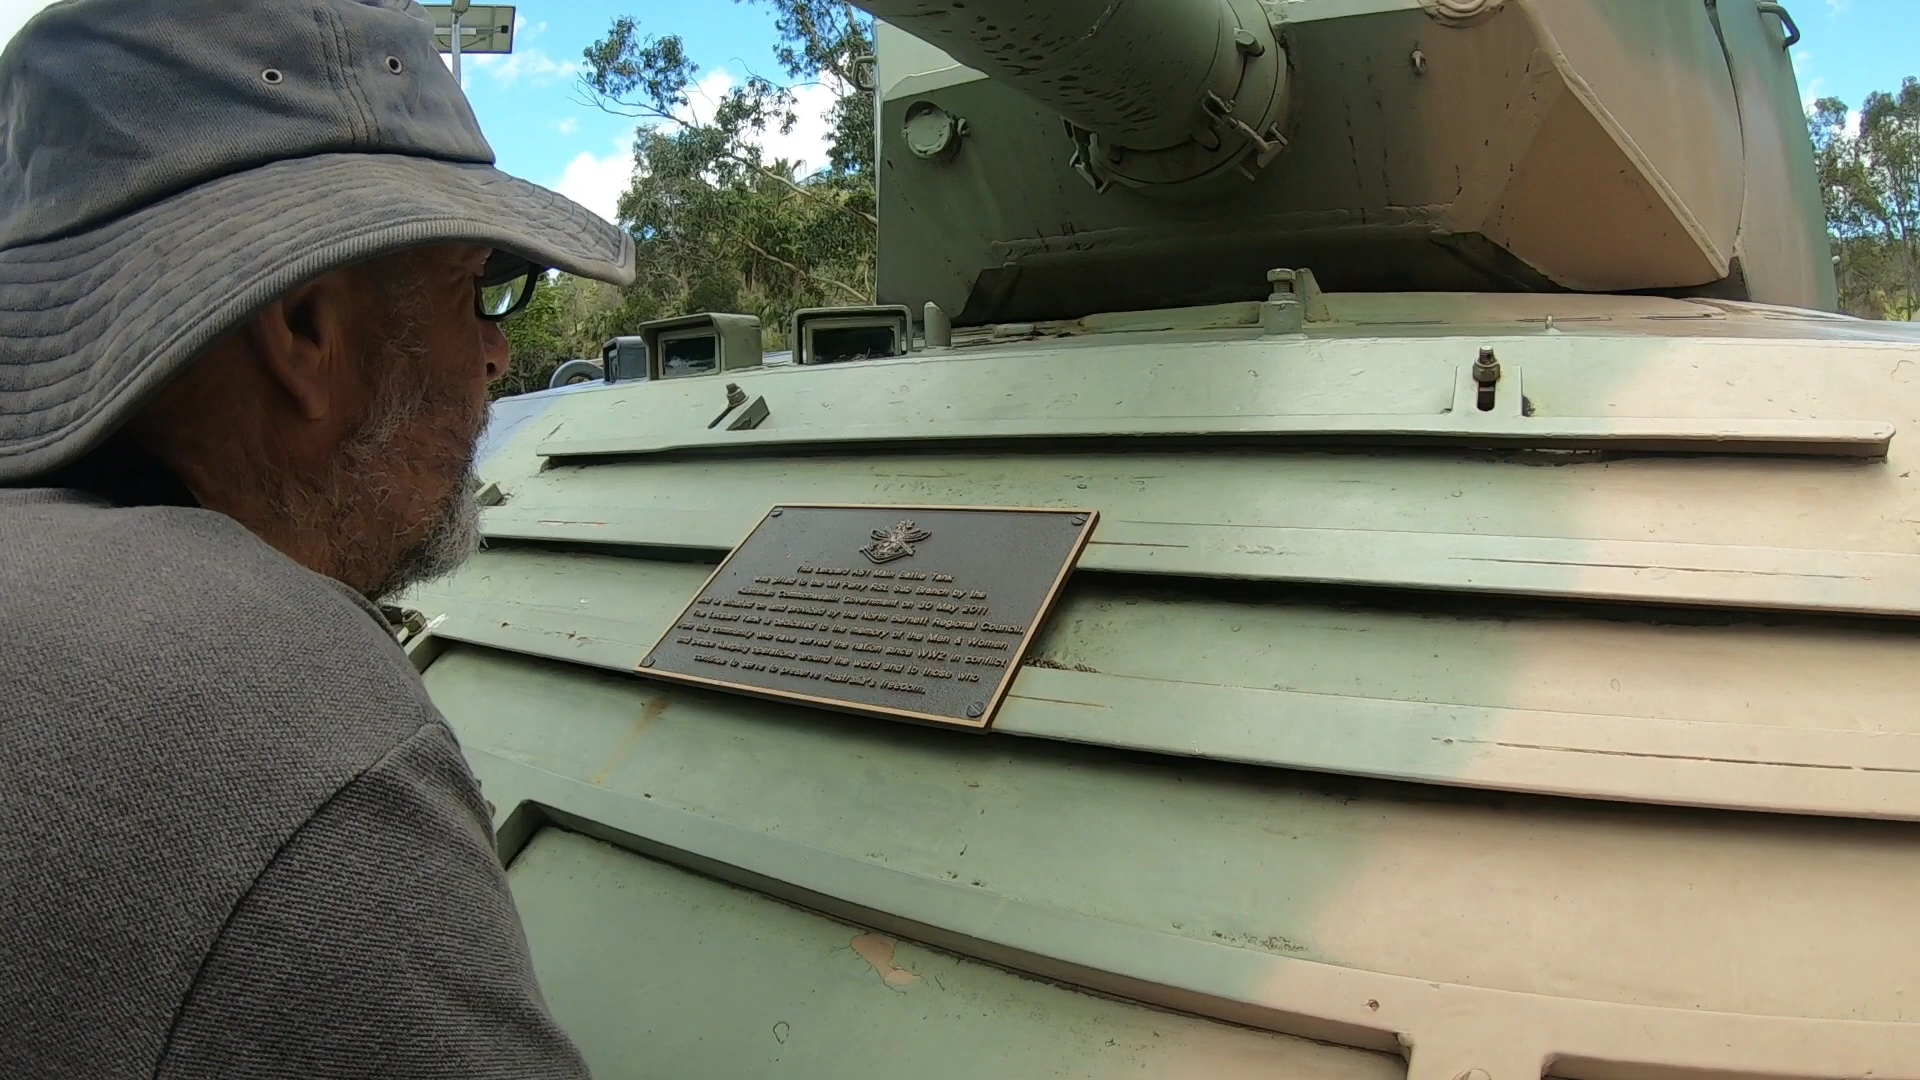 This Leopard AS1 Main Battle Tank
was gifted to the Mt Perry RSL Sub Branch by the
Australian Commonwealth Government on 30 May 2011
and is situated on land provided by the North Burnett Regional Council.
The Leopard Tank is dedicated to the memory of the Men & Women
from this community who have served the nation since WW2 in conflict
and peace keeping operations around the world and to those who
continue to serve to preserve Australia's freedom.